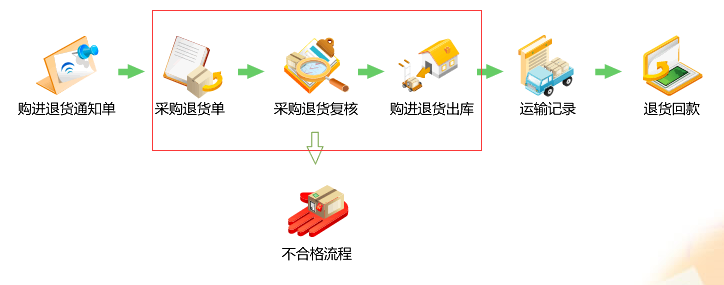 购进退货通知单
采购退货单
采购退货复核
购进退货出库
运输记录
退货回款
不合格流程